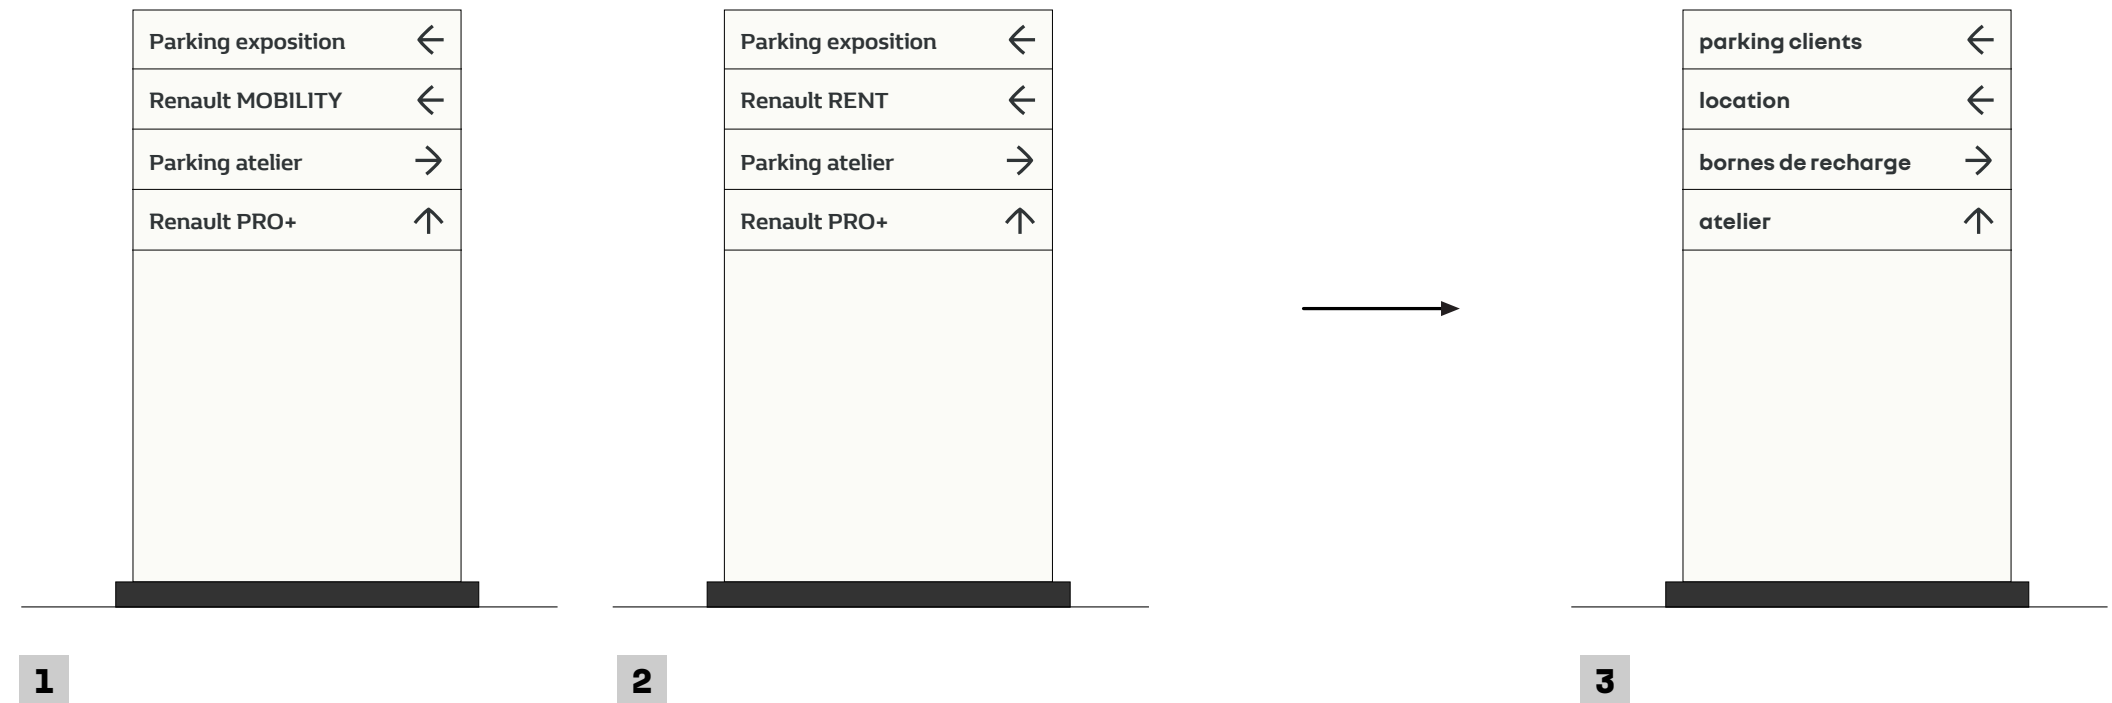 Parking exposition
Renault MOBILITY
Parking atelier
Renault PRO+
1
Parking exposition
Renault RENT
Parking atelier
Renault PRO+
2
parking clients
location
bornes de recharge
atelier
3